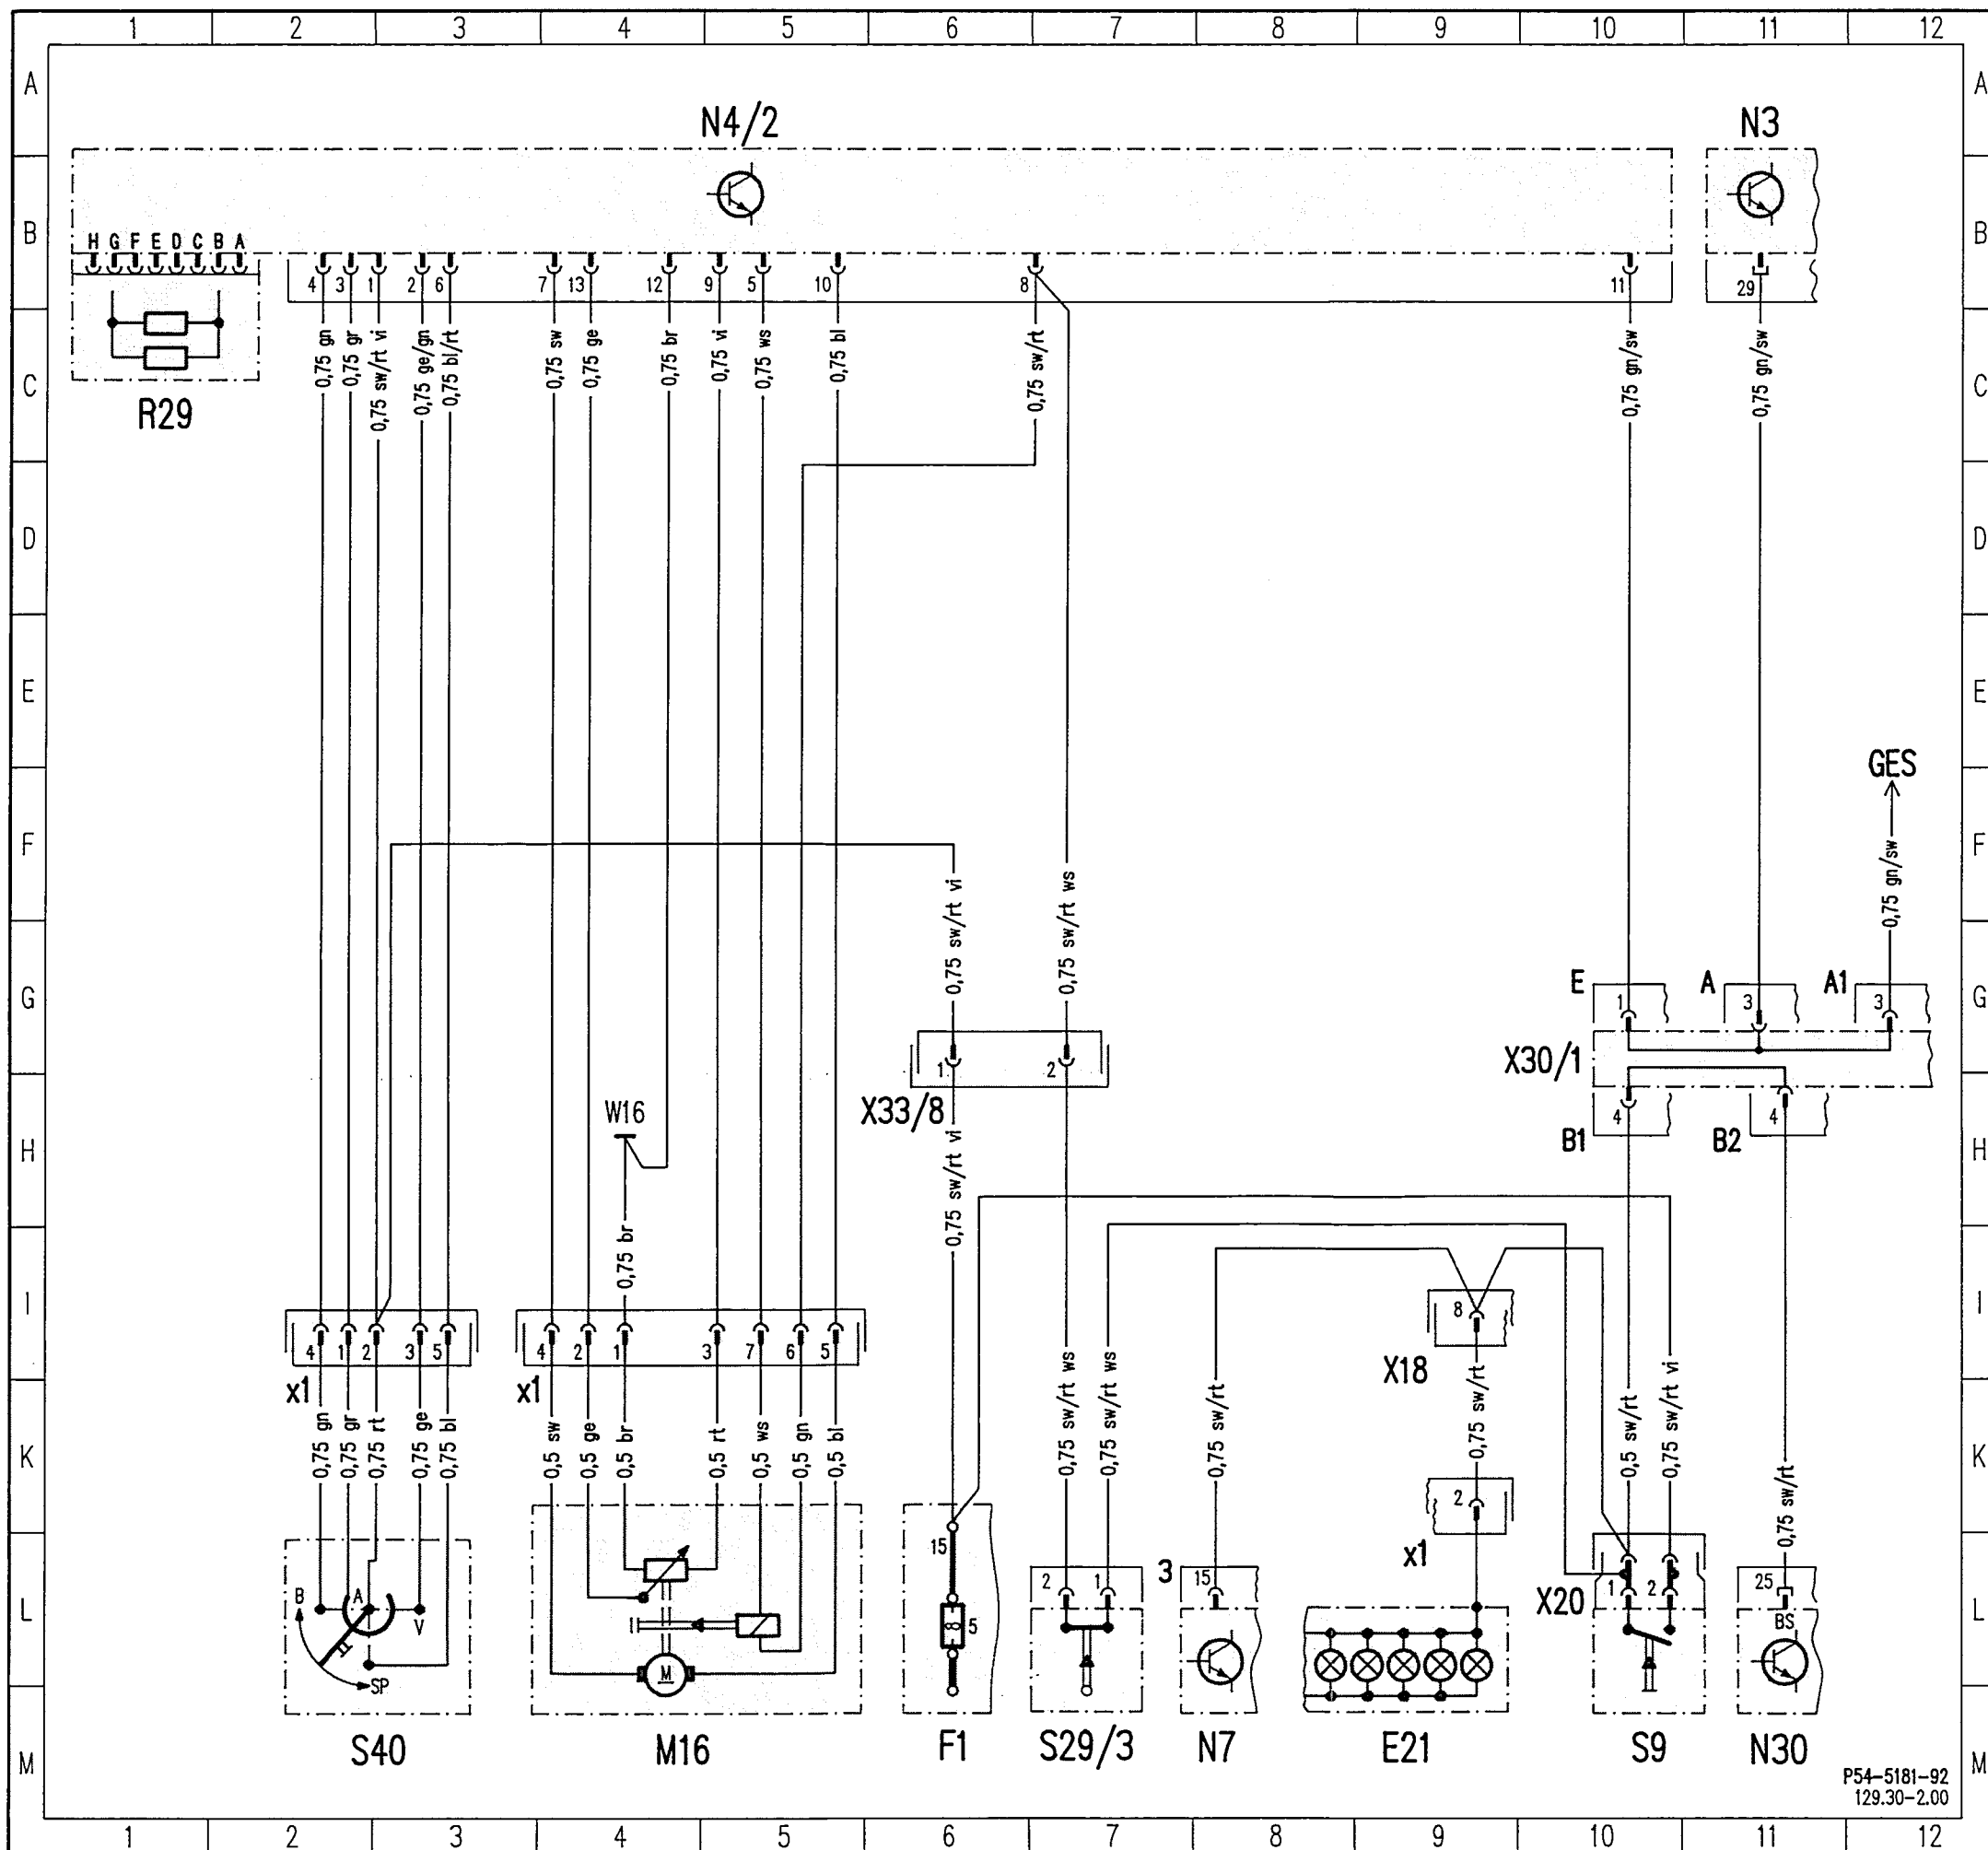 1 2 3 4 5 6 7 8 9 10 11 12
A A
N4/2 N3
B B
H G F E D C B A
4 3 1 2 6 7 13 12 9 5 10 8 11 29
0,75 gn
0,75 gr
0,75 sw/rt vi
0,75 ge/gn
0,75 bl/rt
0,75 sw
0,75 ge
0,75 br
0,75 vi
0,75 ws
0,75 bl
0,75 sw/rt
0,75 gn/sw
0,75 gn/sw
C C
R29
D D
E E
GES
F F
0,75 sw/rt vi
0,75 sw/rt ws
0,75 gn/sw
G G
E 1 A 3 A1 3
X30/1
1 2
X33/8
W16
4 4
B1 B2
H H
0,75 sw/rt vi
0,75 br
I I
8
X18
4 1 2 3 5 4 2 1 3 7 6 5
x1 x1
0,75 gn
0,75 gr
0,75 rt
0,75 ge
0,75 bl
0,5 sw
0,5 ge
0,5 br
0,5 rt
0,5 ws
0,5 gn
0,5 bl
0,75 sw/rt ws
0,75 sw/rt ws
0,75 sw/rt
0,75 sw/rt
0,5 sw/rt
0,75 sw/rt vi
0,75 sw/rt
K K
2
x1
15 2 1 3 15 1 2 25
X20
L L
B A V SP
M
5
BS
S40 M16 F1 S29/3 N7 E21 S9 N30
M M
P54-5181-92
129.30-2.00
1 2 3 4 5 6 7 8 9 10 11 12